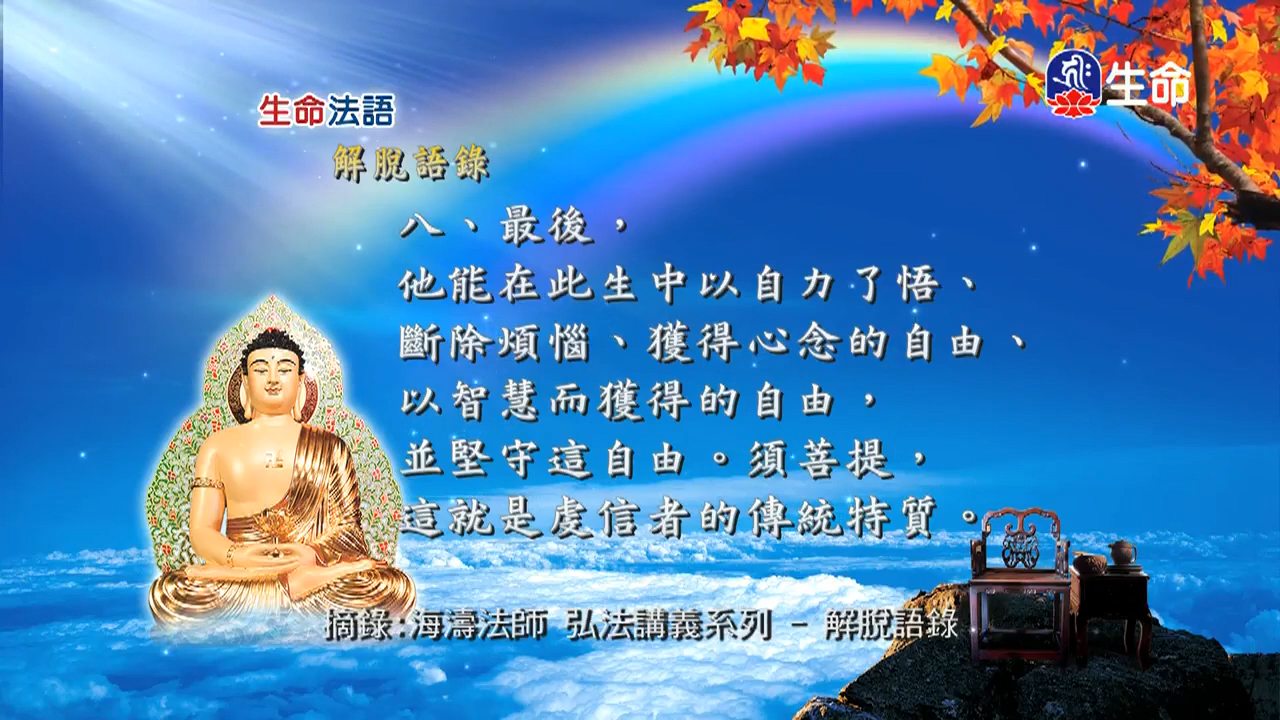 生命
生命法語
解脫語錄
八、最後，
他能在此生中以自力了悟、
斷除煩惱、獲得心念的自由、
以智慧而獲得的自由，
並堅守這自由。須菩提，
這就是虔信者的傳統特質。
摘錄:海濤法師 弘法講義系列 - 解脫語錄